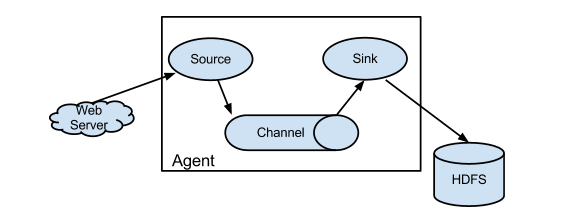 Source
Sink
Web
Server
Channel
Agent
HDFS